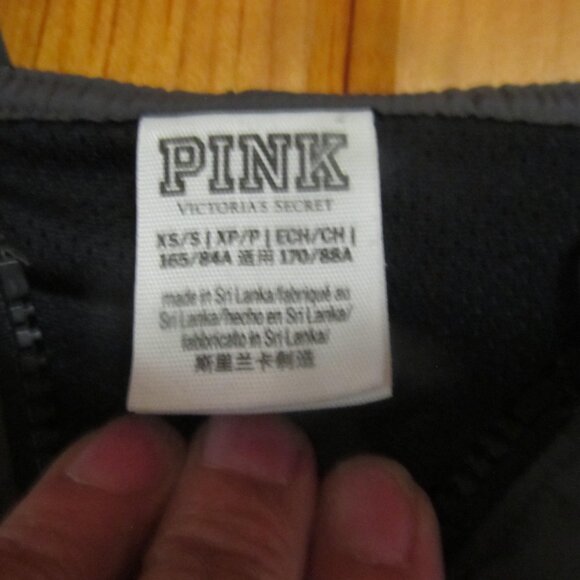 PINK
VICTORIA'S SECRET
XS/S | XP/P | ECH/CH |
165/84A 适用 170/88A
made in Sri Lanka/fabriqué au
Sri Lanka/hecho en Sri Lanka/
fabbricato in Sri Lanka/
斯里兰卡制造